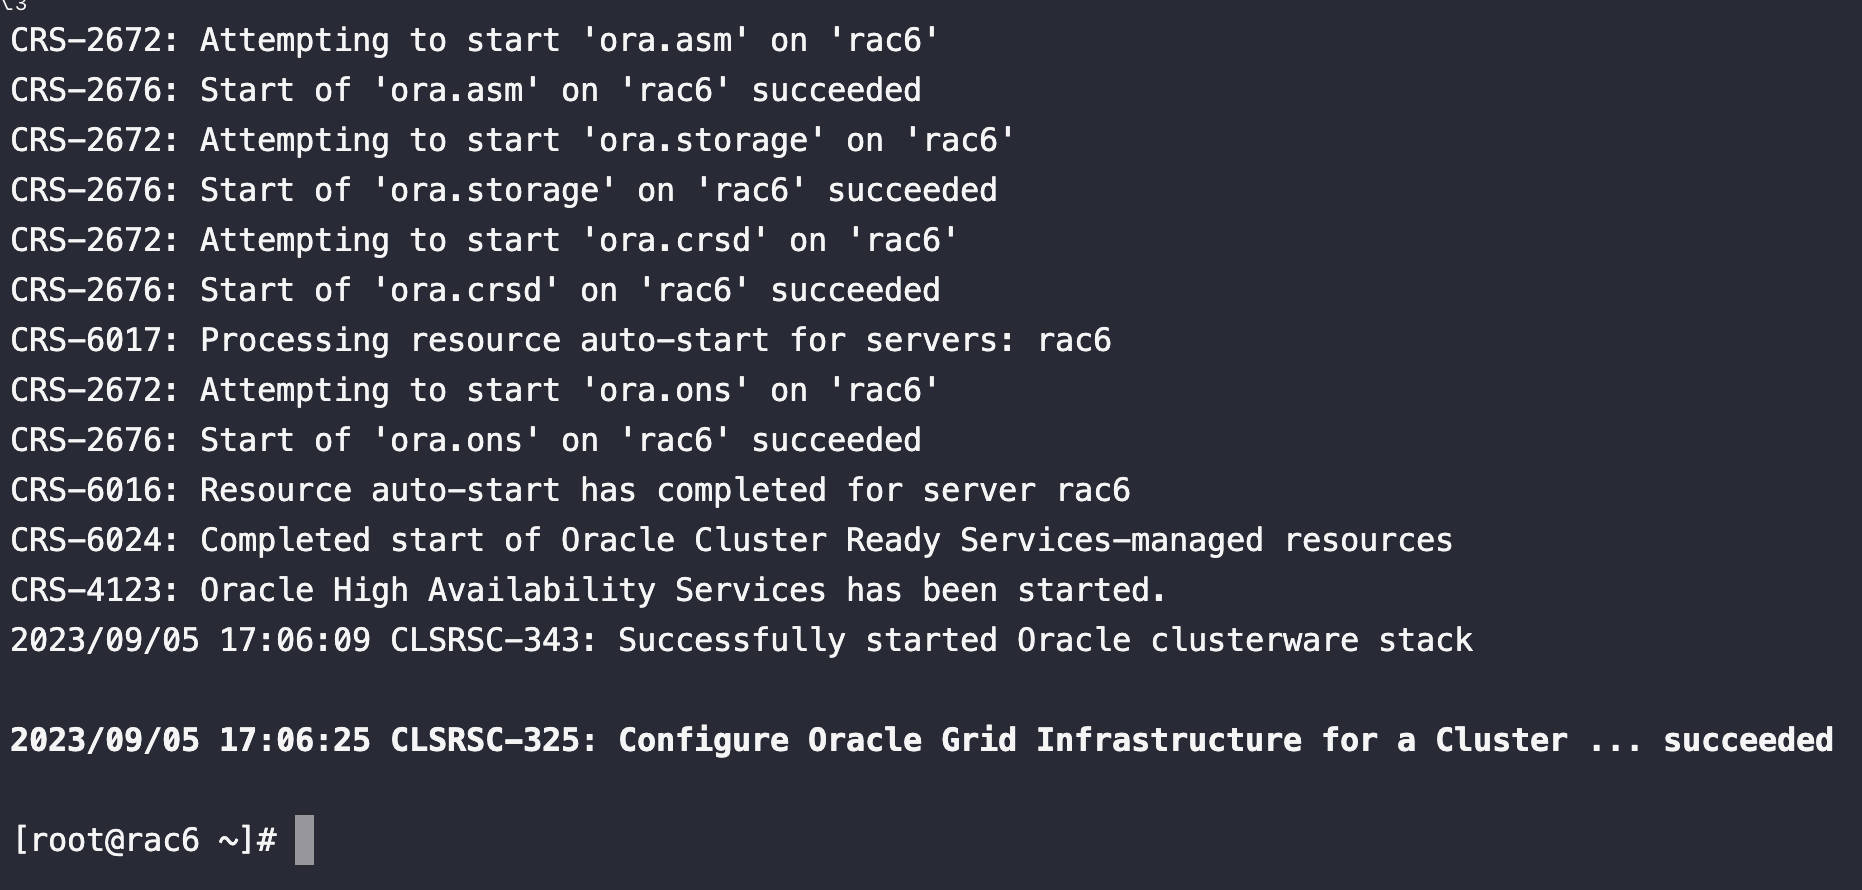 CRS-2672: Attempting to start 'ora.asm' on 'rac6'
CRS-2676: Start of 'ora.asm' on 'rac6' succeeded
CRS-2672: Attempting to start 'ora.storage' on 'rac6'
CRS-2676: Start of 'ora.storage' on 'rac6' succeeded
CRS-2672: Attempting to start 'ora.crsd' on 'rac6'
CRS-2676: Start of 'ora.crsd' on 'rac6' succeeded
CRS-6017: Processing resource auto-start for servers: rac6
CRS-2672: Attempting to start 'ora.ons' on 'rac6'
CRS-2676: Start of 'ora.ons' on 'rac6' succeeded
CRS-6016: Resource auto-start has completed for server rac6
CRS-6024: Completed start of Oracle Cluster Ready Services-managed resources
CRS-4123: Oracle High Availability Services has been started.
2023/09/05 17:06:09 CLSRSC-343: Successfully started Oracle clusterware stack
2023/09/05 17:06:25 CLSRSC-325: Configure Oracle Grid Infrastructure for a Cluster ... succeeded
[root@rac6 ~]#